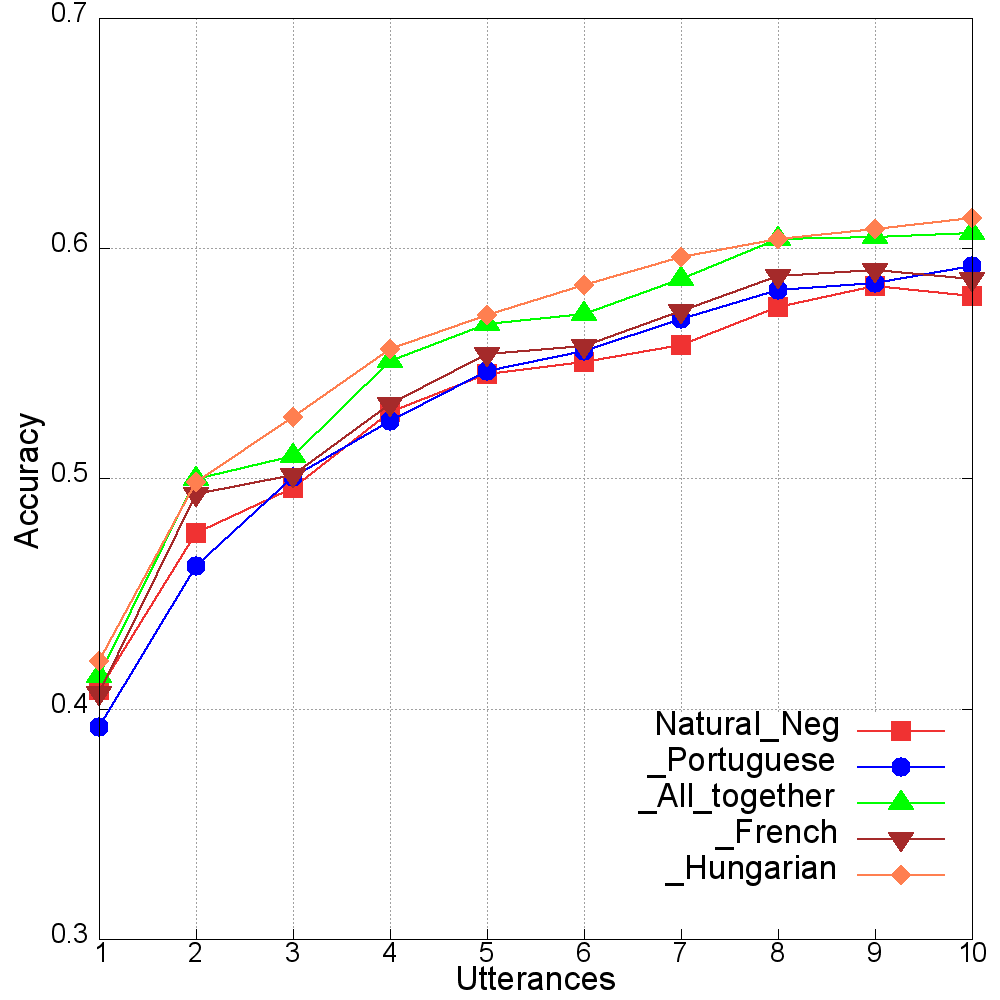 0.7
0.6
0.5
0.4
0.3
Accuracy
Natural_Neg
_Portuguese
_All_together
_French
_Hungarian
1 2 3 4 5 6 7 8 9 10
Utterances